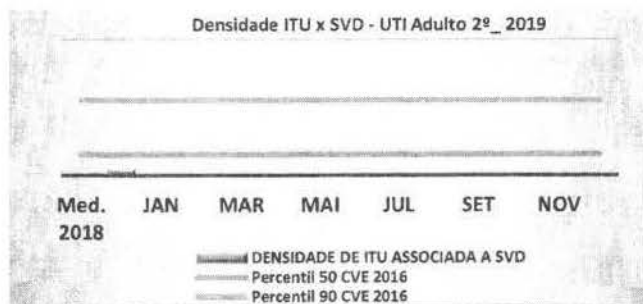 Densidade ITU x SVD - UTI Adulto 2º_ 2019
Med. 2018 JAN MAR MAI JUL SET NOV
DENSIDADE DE ITU ASSOCIADA A SVD
Percentil 50 CVE 2016
Percentil 90 CVE 2016